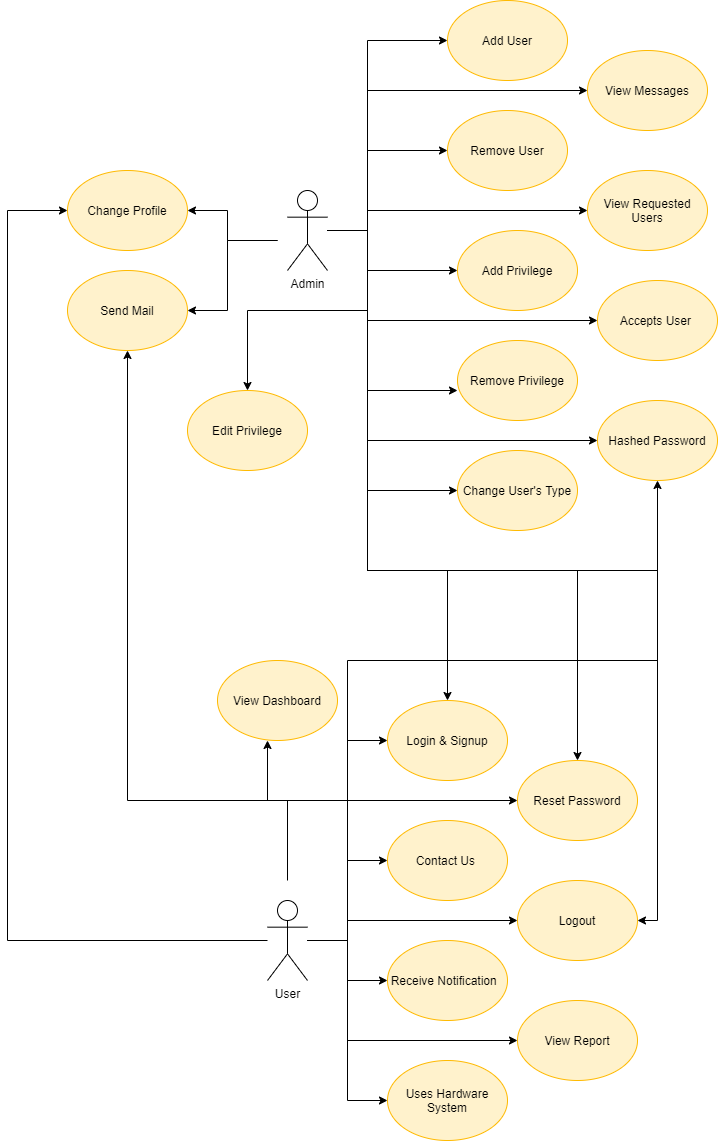 Add User
View Messages
Remove User
Change Profile
View Requested
Users
Add Privilege
Admin
Send Mail
Accepts User
Remove Privilege
Edit Privilege
Hashed Password
Change User's Type
View Dashboard
Login & Signup
Reset Password
Contact Us
Logout
Receive Notification
User
View Report
Uses Hardware
System